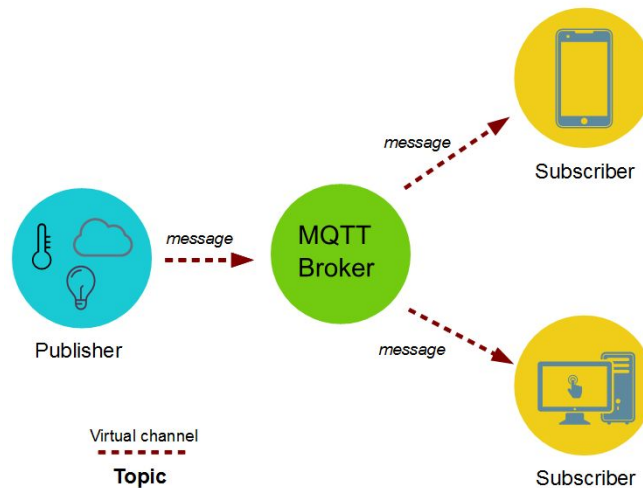 message
Subscriber
message
MQTT
Broker
Publisher
message
Virtual channel
Topic
Subscriber